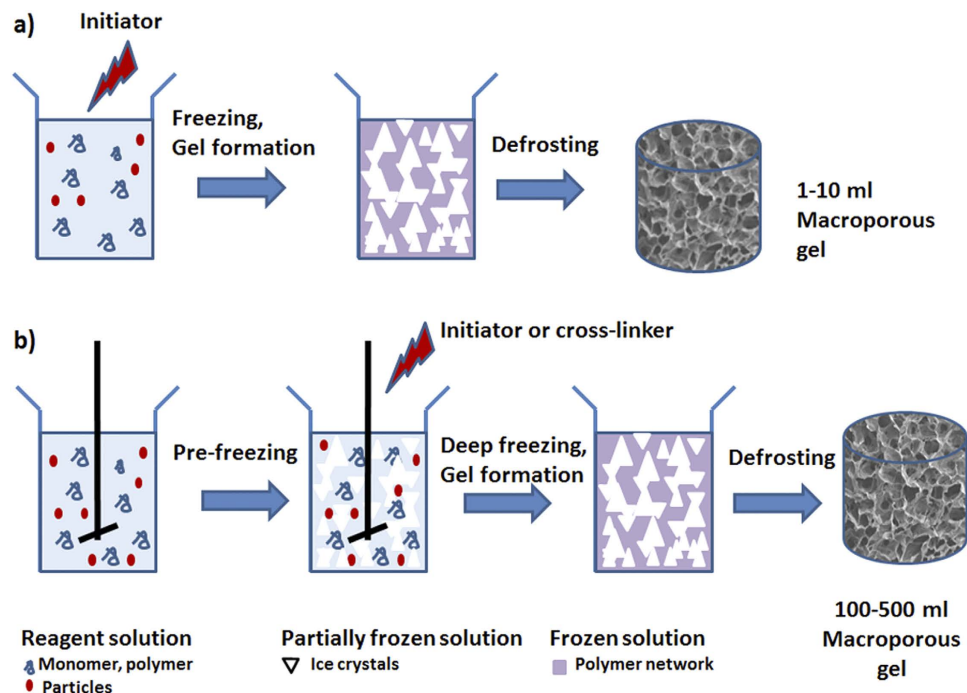 a)
Initiator
Freezing,
Gel formation
Defrosting
1-10 ml
Macroporous
gel
b)
Initiator or cross-linker
Pre-freezing
Deep freezing,
Gel formation
Defrosting
100-500 ml
Macroporous
gel
Reagent solution
Monomer, polymer
Particles
Partially frozen solution
Ice crystals
Frozen solution
Polymer network